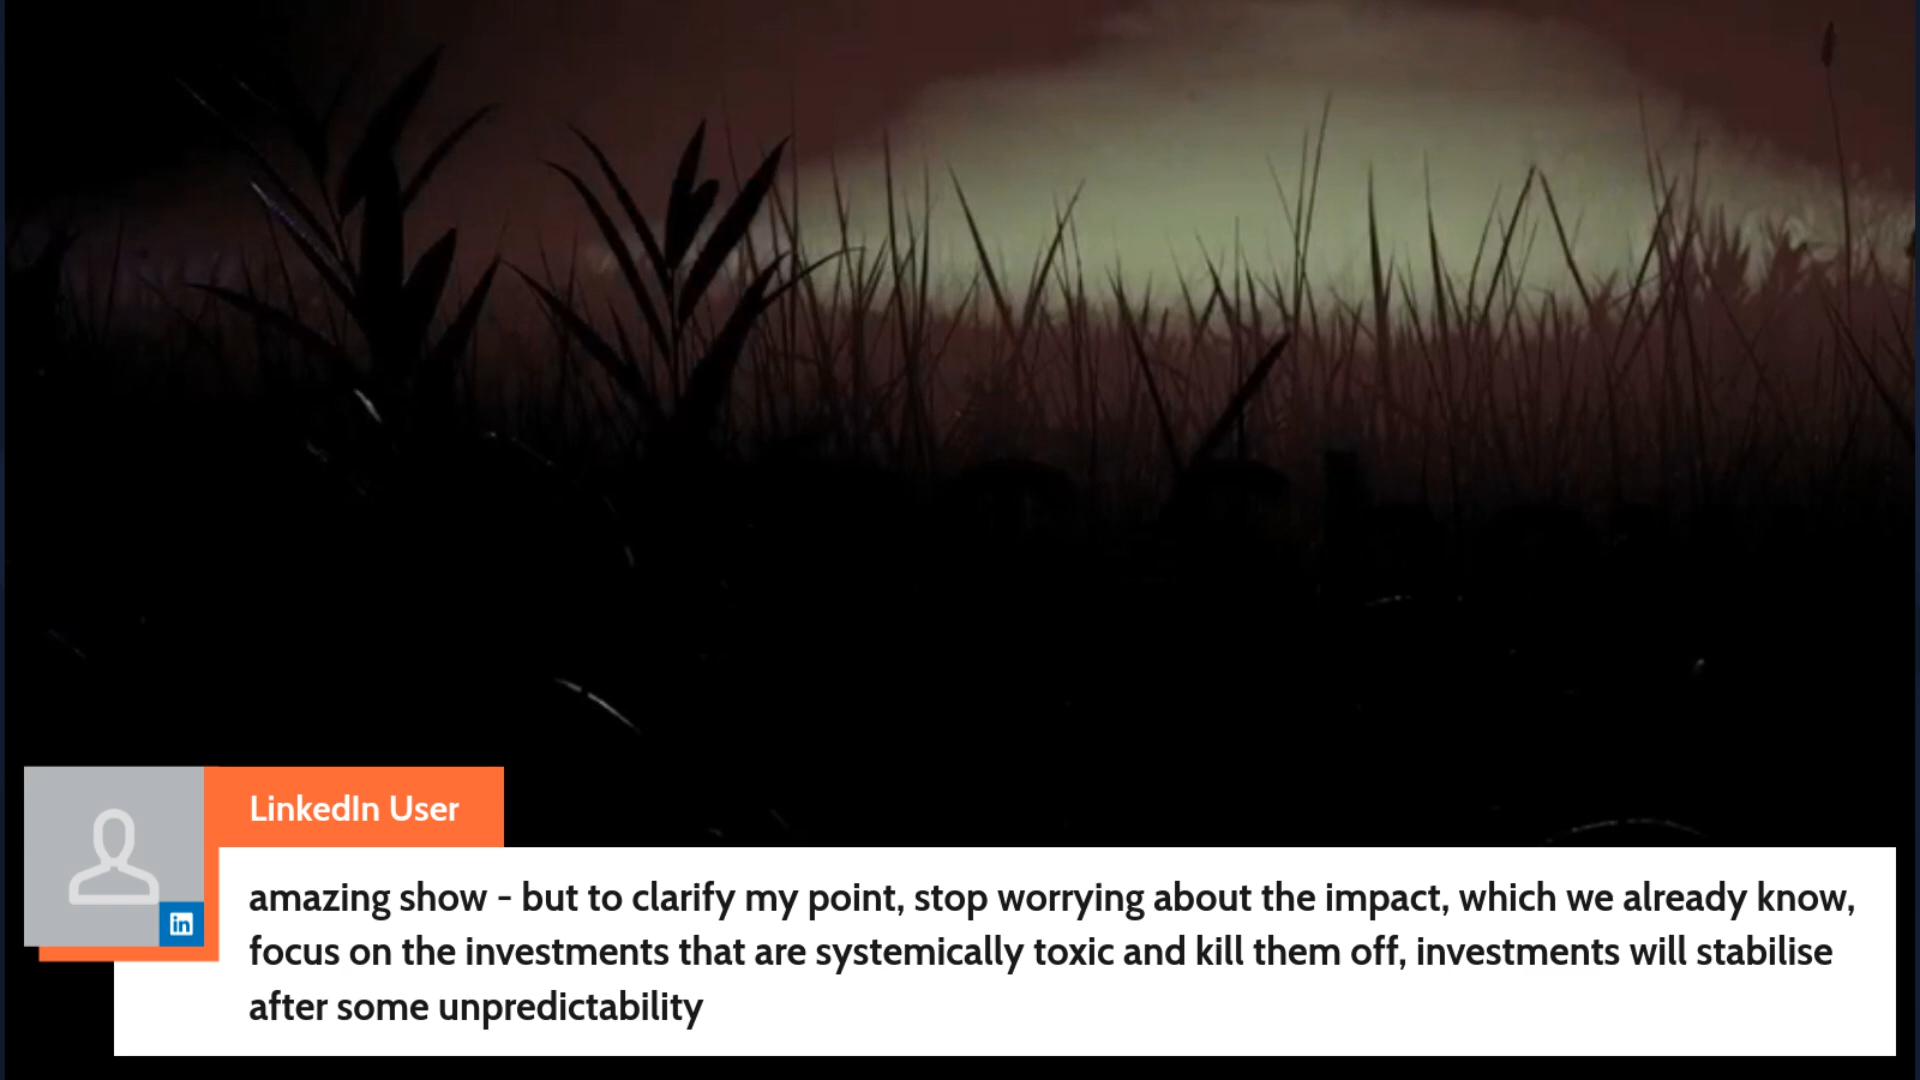 LinkedIn User
in
amazing show - but to clarify my point, stop worrying about the impact, which we already know,
focus on the investments that are systemically toxic and kill them off, investments will stabilise
after some unpredictability